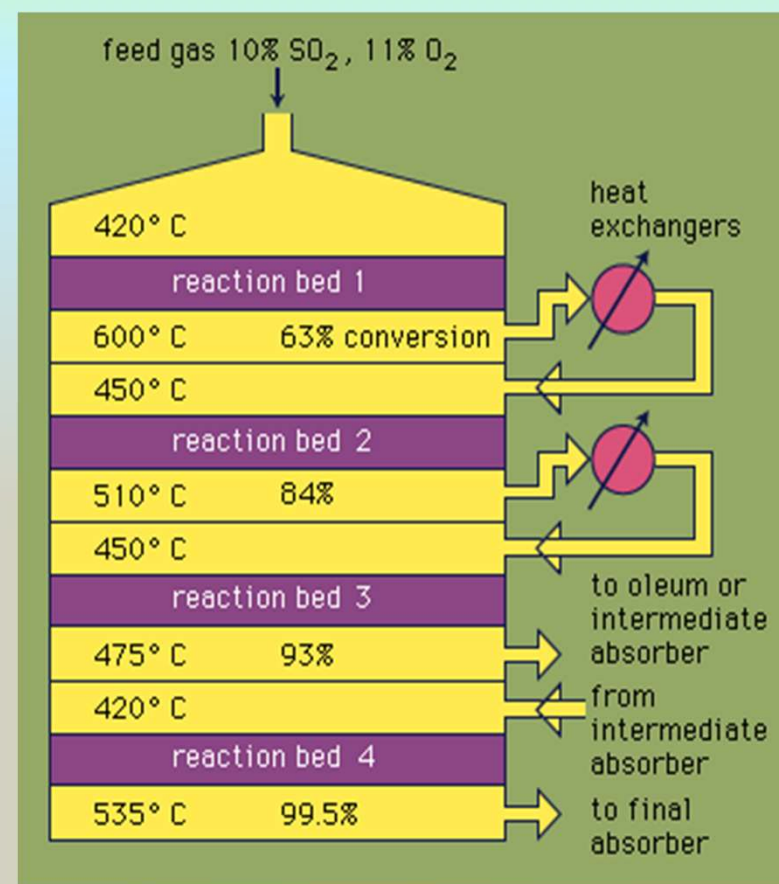 feed gas 10% SO₂, 11% O₂
420° C
heat
exchangers
reaction bed 1
600° C 63% conversion
450° C
reaction bed 2
510° C 84%
450° C
reaction bed 3
to oleum or
intermediate
absorber
475° C 93%
420° C
from
intermediate
absorber
reaction bed 4
535° C 99.5%
to final
absorber